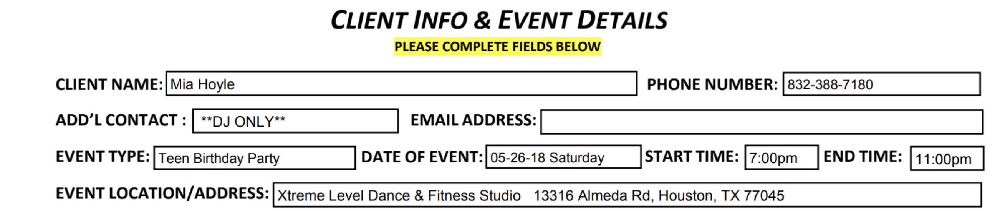 CLIENT INFO & EVENT DETAILS
PLEASE COMPLETE FIELDS BELOW
CLIENT NAME: Mia Hoyle PHONE NUMBER: 832-388-7180
ADD'L CONTACT : **DJ ONLY** EMAIL ADDRESS:
EVENT TYPE: Teen Birthday Party DATE OF EVENT: 05-26-18 Saturday START TIME: 7:00pm END TIME: 11:00pm
EVENT LOCATION/ADDRESS: Xtreme Level Dance & Fitness Studio 13316 Almeda Rd, Houston, TX 77045